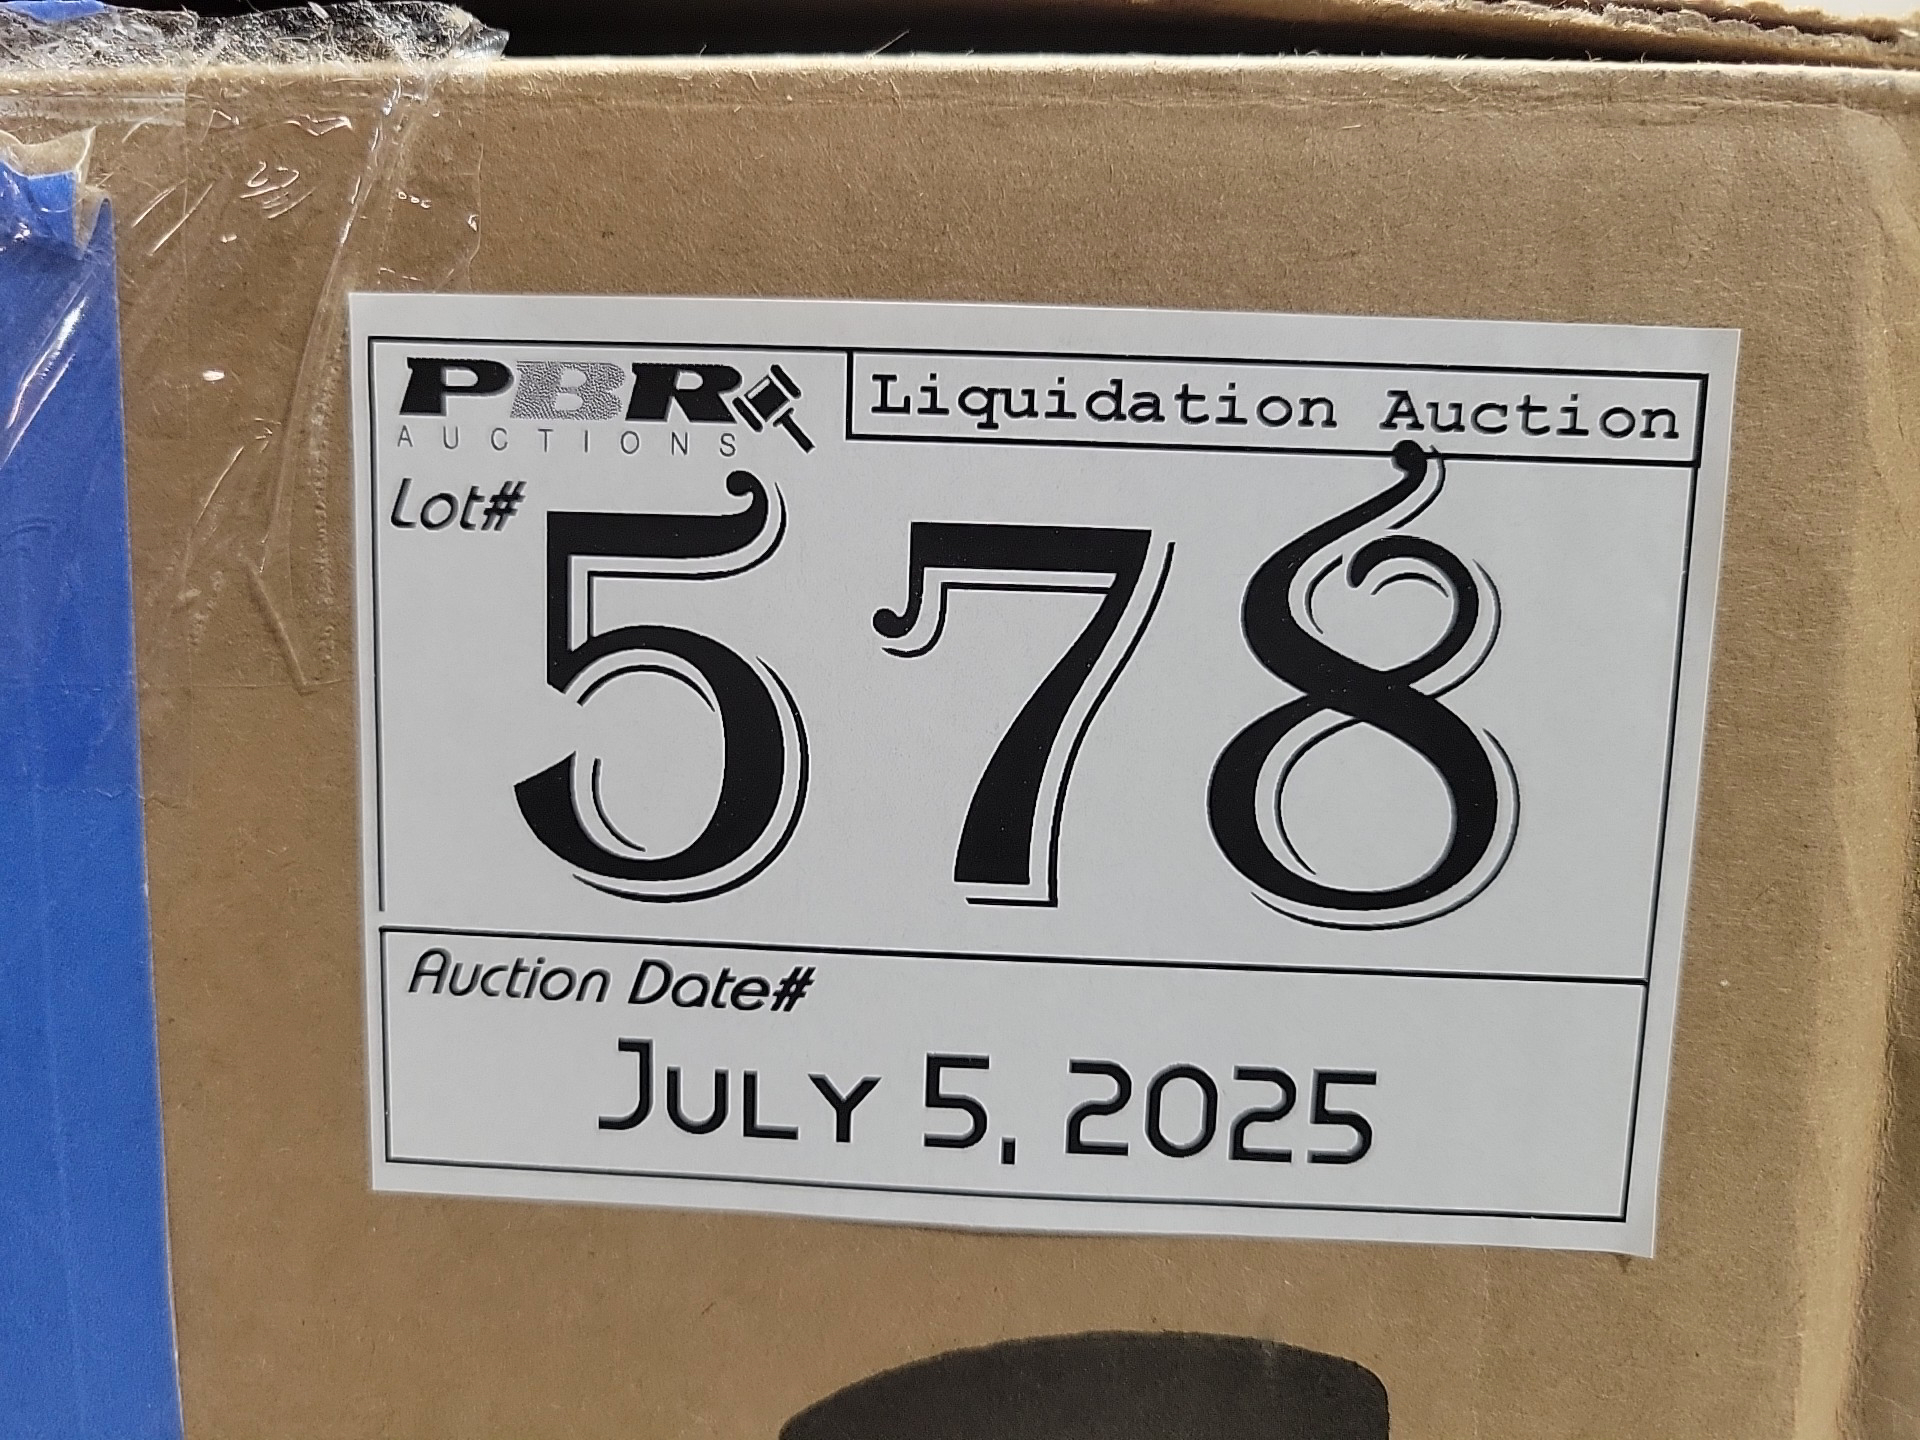 PBR
AUCTIONS
Liquidation Auction
Lot#
578
Auction Date#
July 5, 2025